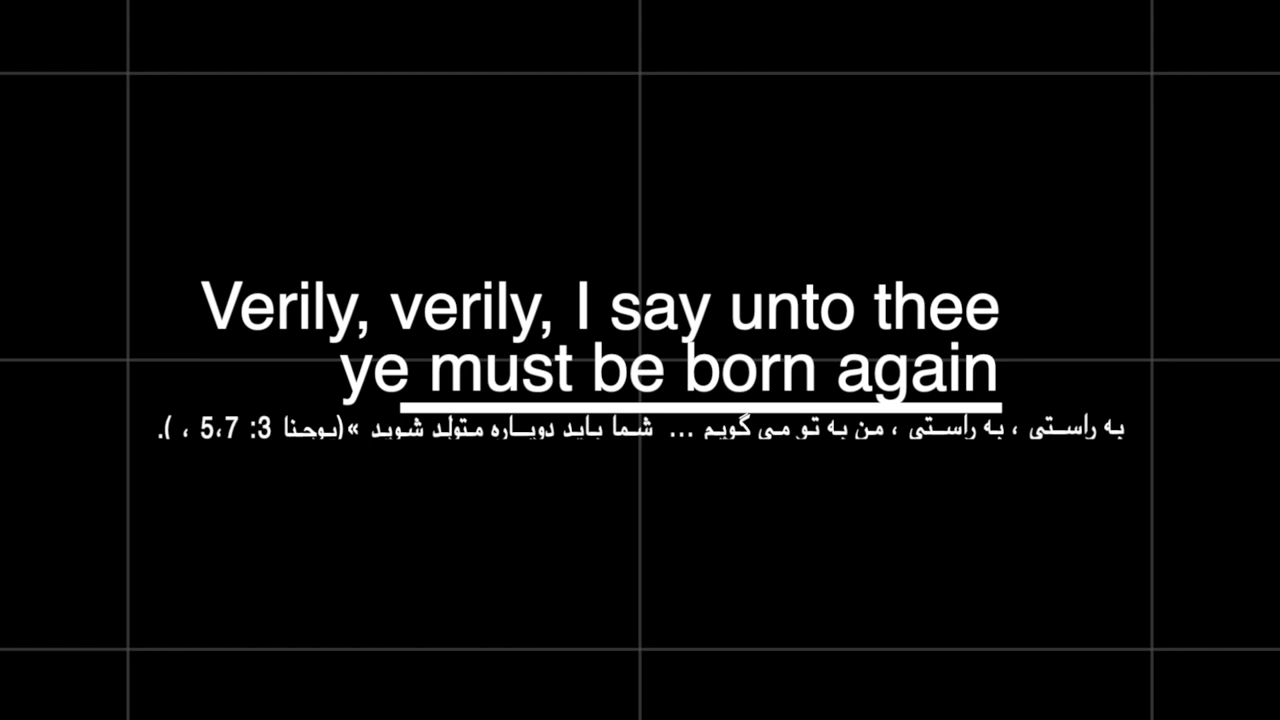 Verily, verily, I say unto thee
ye must be born again
به راستی ، به راستی ، من به تو می گویم ... شما باید دوباره متولد شوید »(یوحنا 3: 5،7 ، ).